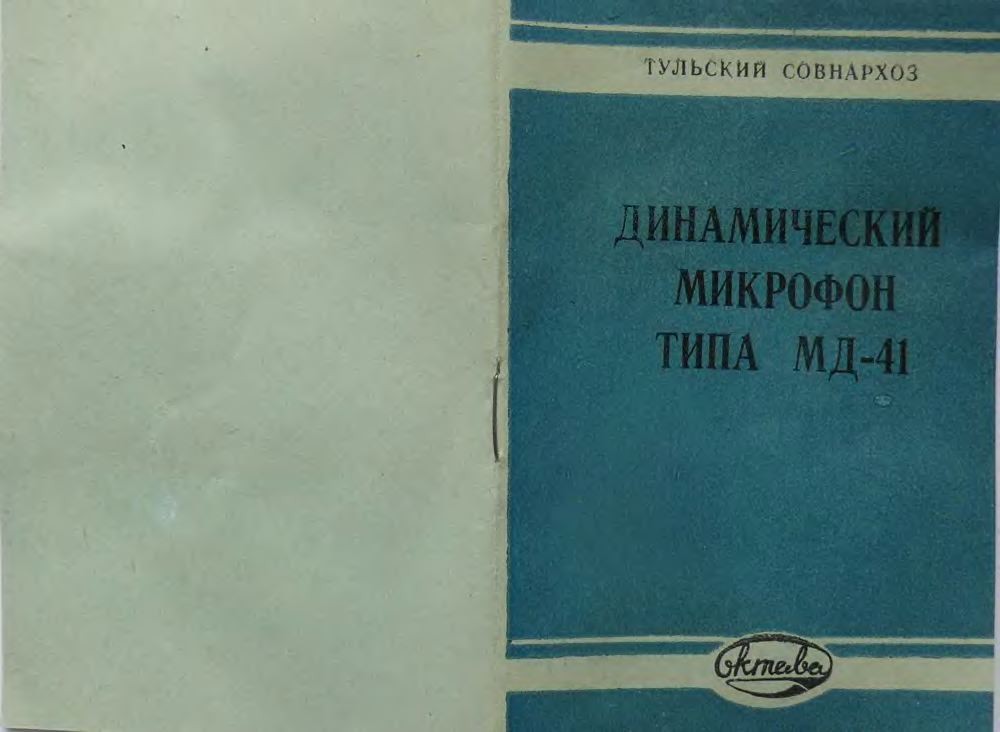 ТУЛЬСКИЙ СОВНАРХОЗ
ДИНАМИЧЕСКИЙ
МИКРОФОН
ТИПА МД-41
Октава